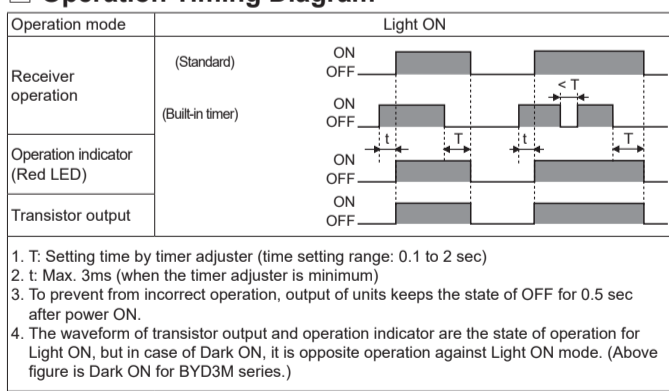 Operation Timing Diagram
Operation mode
Light ON
Receiver
operation
(Standard)
ON
OFF
(Built-in timer)
ON
OFF
< T
t
T
t
T
Operation indicator
(Red LED)
ON
OFF
Transistor output
ON
OFF
1. T: Setting time by timer adjuster (time setting range: 0.1 to 2 sec)
2. t: Max. 3ms (when the timer adjuster is minimum)
3. To prevent from incorrect operation, output of units keeps the state of OFF for 0.5 sec
after power ON.
4. The waveform of transistor output and operation indicator are the state of operation for
Light ON, but in case of Dark ON, it is opposite operation against Light ON mode. (Above
figure is Dark ON for BYD3M series.)